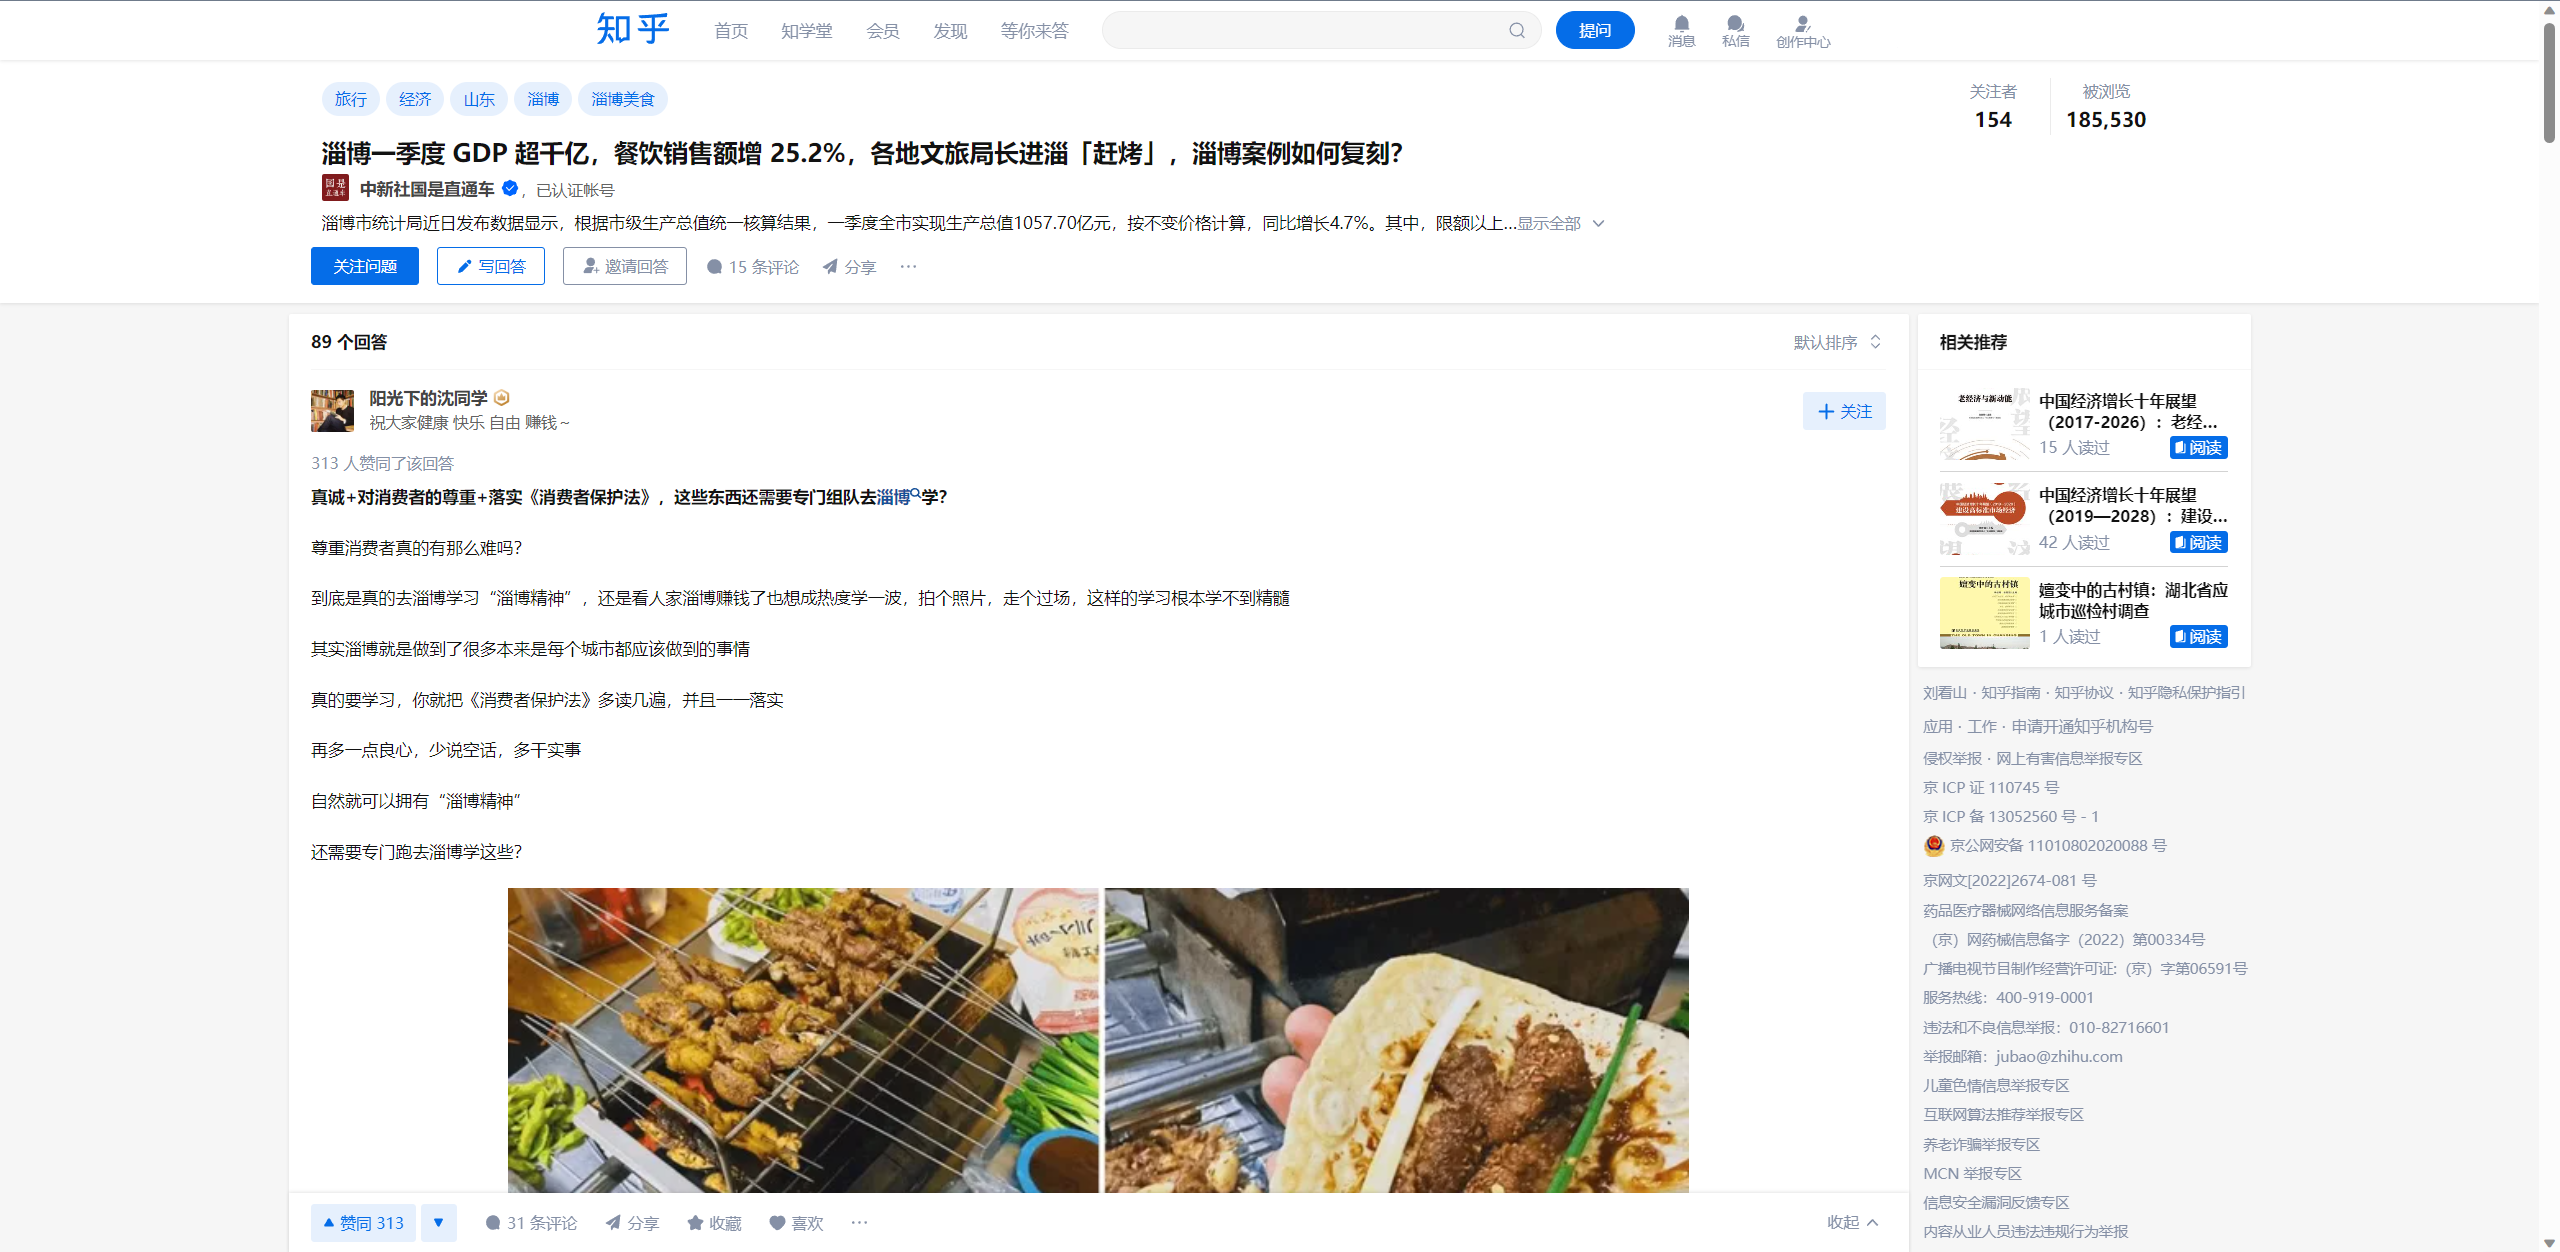 知乎
首页 知学堂 会员 发现 等你来答 提问 消息 私信 创作中心
旅行 经济 山东 淄博 淄博美食
关注者 被浏览
154 185,530
淄博一季度 GDP 超千亿，餐饮销售额增 25.2%，各地文旅局长进淄「赶烤」，淄博案例如何复刻？
国是直通车
中新社国是直通车 ，已认证帐号
淄博市统计局近日发布数据显示，根据市级生产总值统一核算结果，一季度全市实现生产总值1057.70亿元，按不变价格计算，同比增长4.7%。其中，限额以上...显示全部
关注问题 写回答 邀请回答 15 条评论 分享 ···
89 个回答 默认排序
阳光下的沈同学
祝大家健康 快乐 自由 赚钱～
+ 关注
313 人赞同了该回答
真诚+对消费者的尊重+落实《消费者保护法》，这些东西还需要专门组队去淄博学？
尊重消费者真的有那么难吗？
到底是真的去淄博学习“淄博精神”，还是看人家淄博赚钱了也想成热度学一波，拍个照片，走个过场，这样的学习根本学不到精髓
其实淄博就是做到了很多本来是每个城市都应该做到的事情
真的要学习，你就把《消费者保护法》多读几遍，并且一一落实
再多一点良心，少说空话，多干实事
自然就可以拥有“淄博精神”
还需要专门跑去淄博学这些？
赞同 313 31 条评论 分享 收藏 喜欢 ··· 收起
相关推荐
老经济与新动能
中国经济增长十年展望
（2017-2026）：老经...
15 人读过 阅读
建设高标准市场经济
中国经济增长十年展望
（2019—2028）：建设...
42 人读过 阅读
嬗变中的古村镇
嬗变中的古村镇：湖北省应
城市巡检村调查
1 人读过 阅读
刘看山 · 知乎指南 · 知乎协议 · 知乎隐私保护指引
应用 · 工作 · 申请开通知乎机构号
侵权举报 · 网上有害信息举报专区
京 ICP 证 110745 号
京 ICP 备 13052560 号 - 1
京公网安备 11010802020088 号
京网文[2022]2674-081 号
药品医疗器械网络信息服务备案
（京）网药械信息备字（2022）第00334号
广播电视节目制作经营许可证:（京）字第06591号
服务热线：400-919-0001
违法和不良信息举报：010-82716601
举报邮箱：jubao@zhihu.com
儿童色情信息举报专区
互联网算法推荐举报专区
养老诈骗举报专区
MCN 举报专区
信息安全漏洞反馈专区
内容从业人员违法违规行为举报